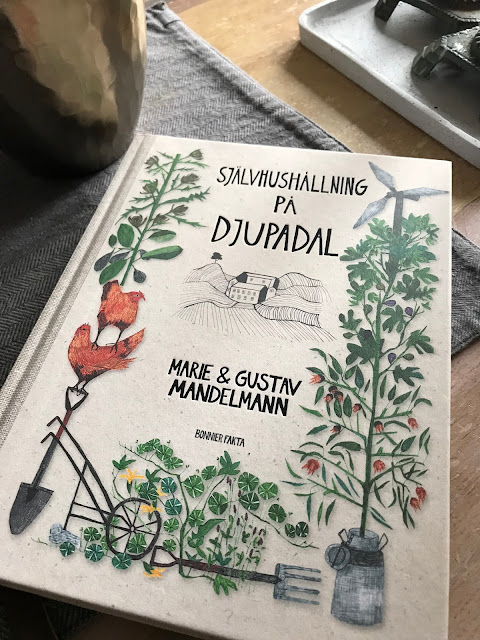 SJÄLVHUSHÅLLNING
PÅ
DJUPADAL
MARIE & GUSTAV
MANDELMANN
BONNIER FAKTA